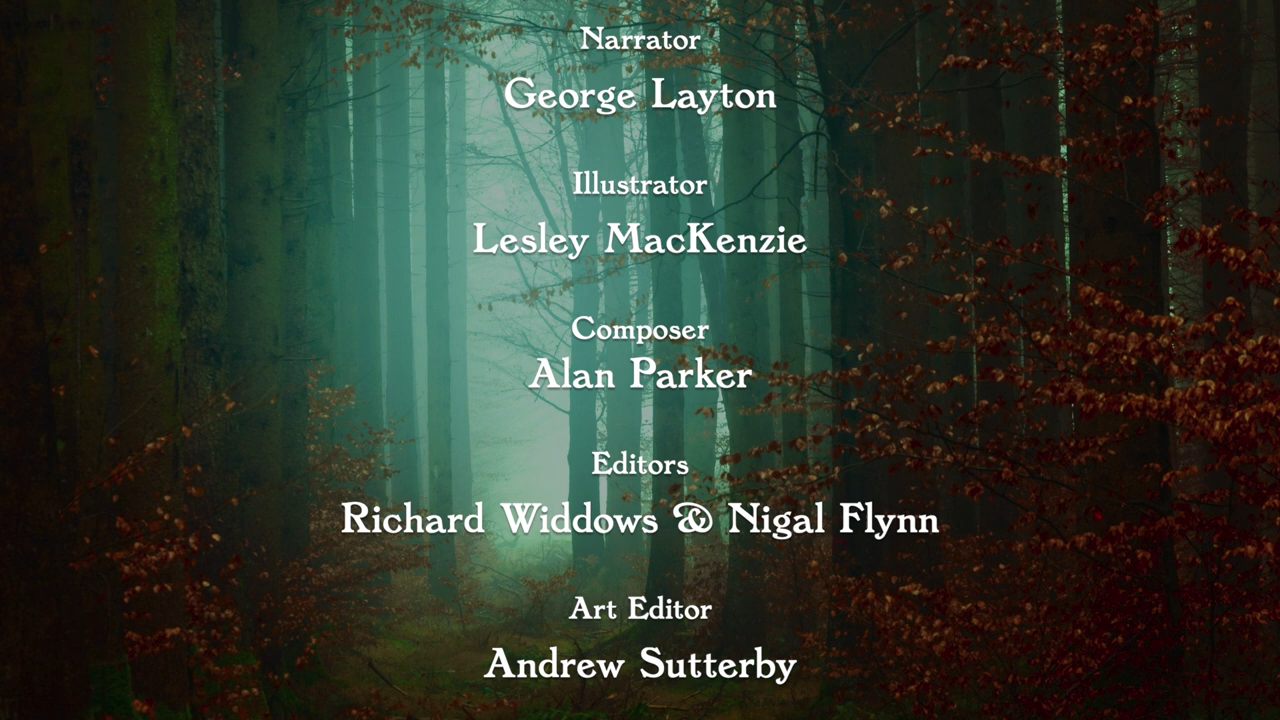 Narrator
George Layton
Illustrator
Lesley MacKenzie
Composer
Alan Parker
Editors
Richard Widdows & Nigal Flynn
Art Editor
Andrew Sutterby